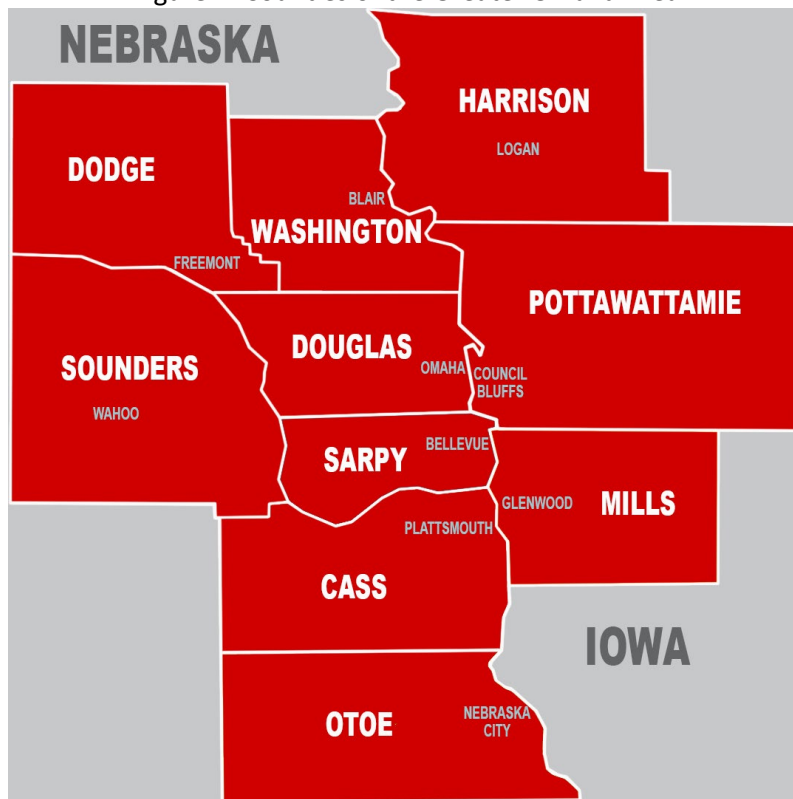 NEBRASKA
HARRISON
LOGAN
DODGE
BLAIR
WASHINGTON
FREEMONT
POTTAWATTAMIE
DOUGLAS
SOUNDERS
OMAHA
COUNCIL
BLUFFS
WAHOO
BELLEVUE
SARPY
GLENWOOD
MILLS
PLATTSMOUTH
CASS
IOWA
OTOE
NEBRASKA
CITY